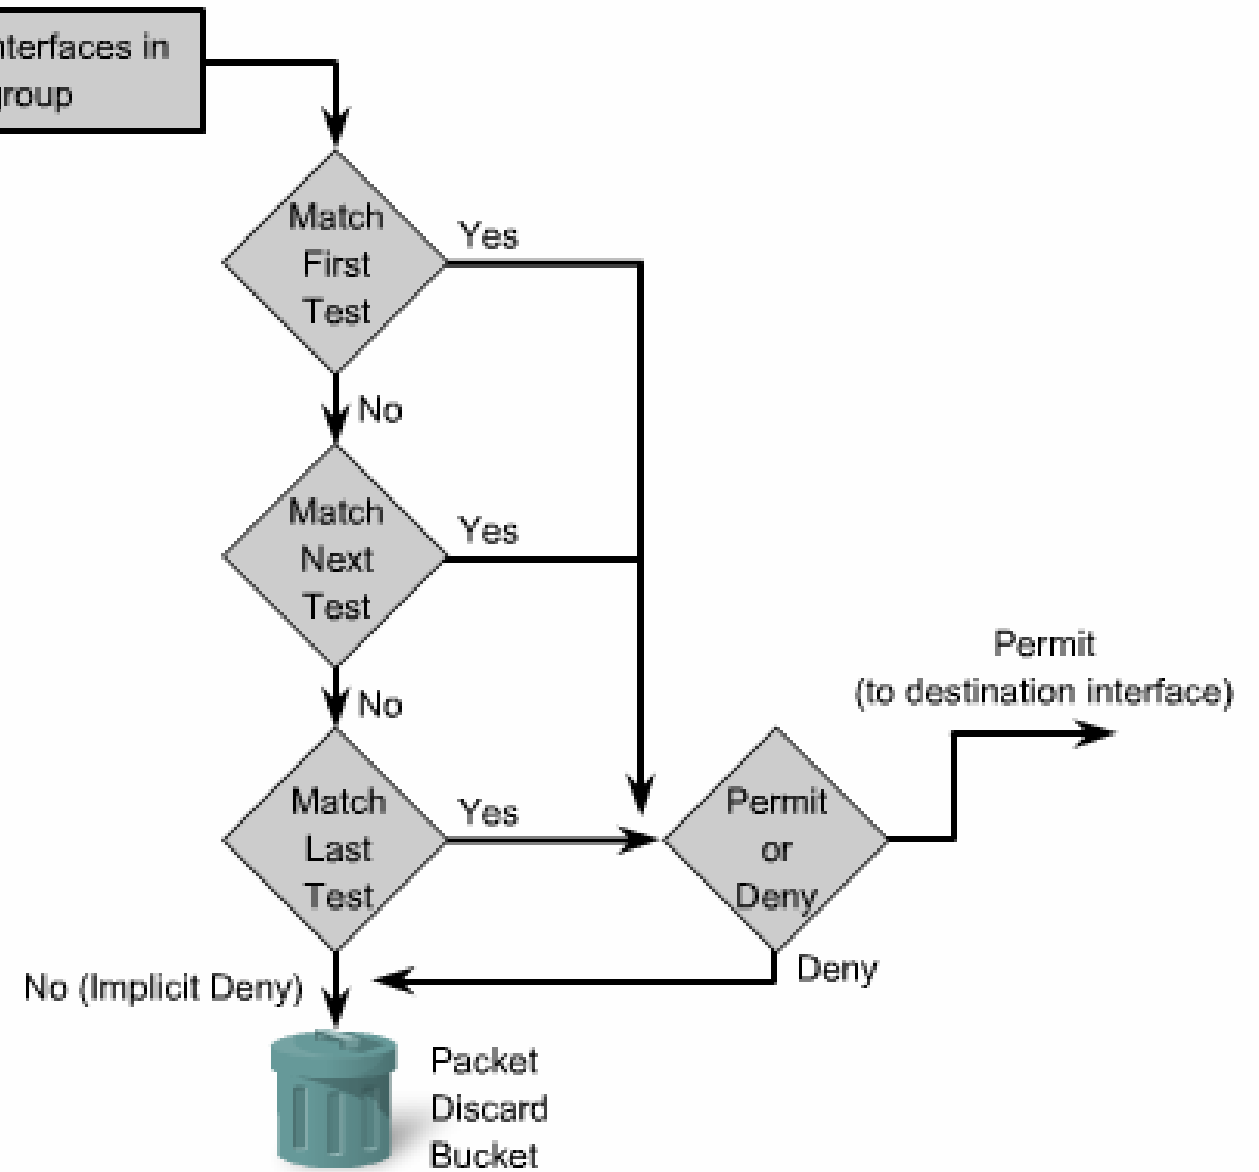 nterfaces in
group
Match
First
Test
Yes
No
Match
Next
Test
Yes
No
Match
Last
Test
Yes
Permit
or
Deny
Permit
(to destination interface)
Deny
No (Implicit Deny)
Packet
Discard
Bucket